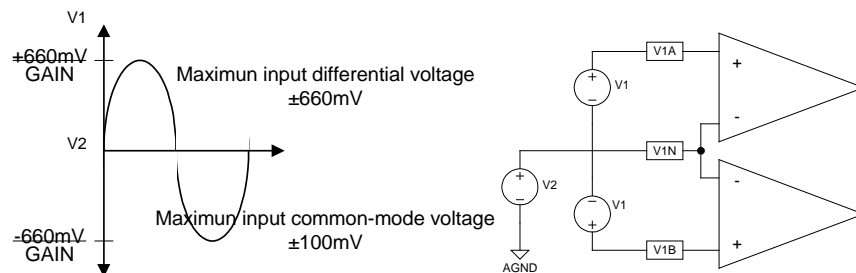 V1
+660mV
GAIN
Maximun input differential voltage
±660mV
V2
Maximun input common-mode voltage
±100mV
-660mV
GAIN
V1A
+
+
−
V1
-
V1N
+
−
V2
-
−
+
V1
V1B
+
AGND